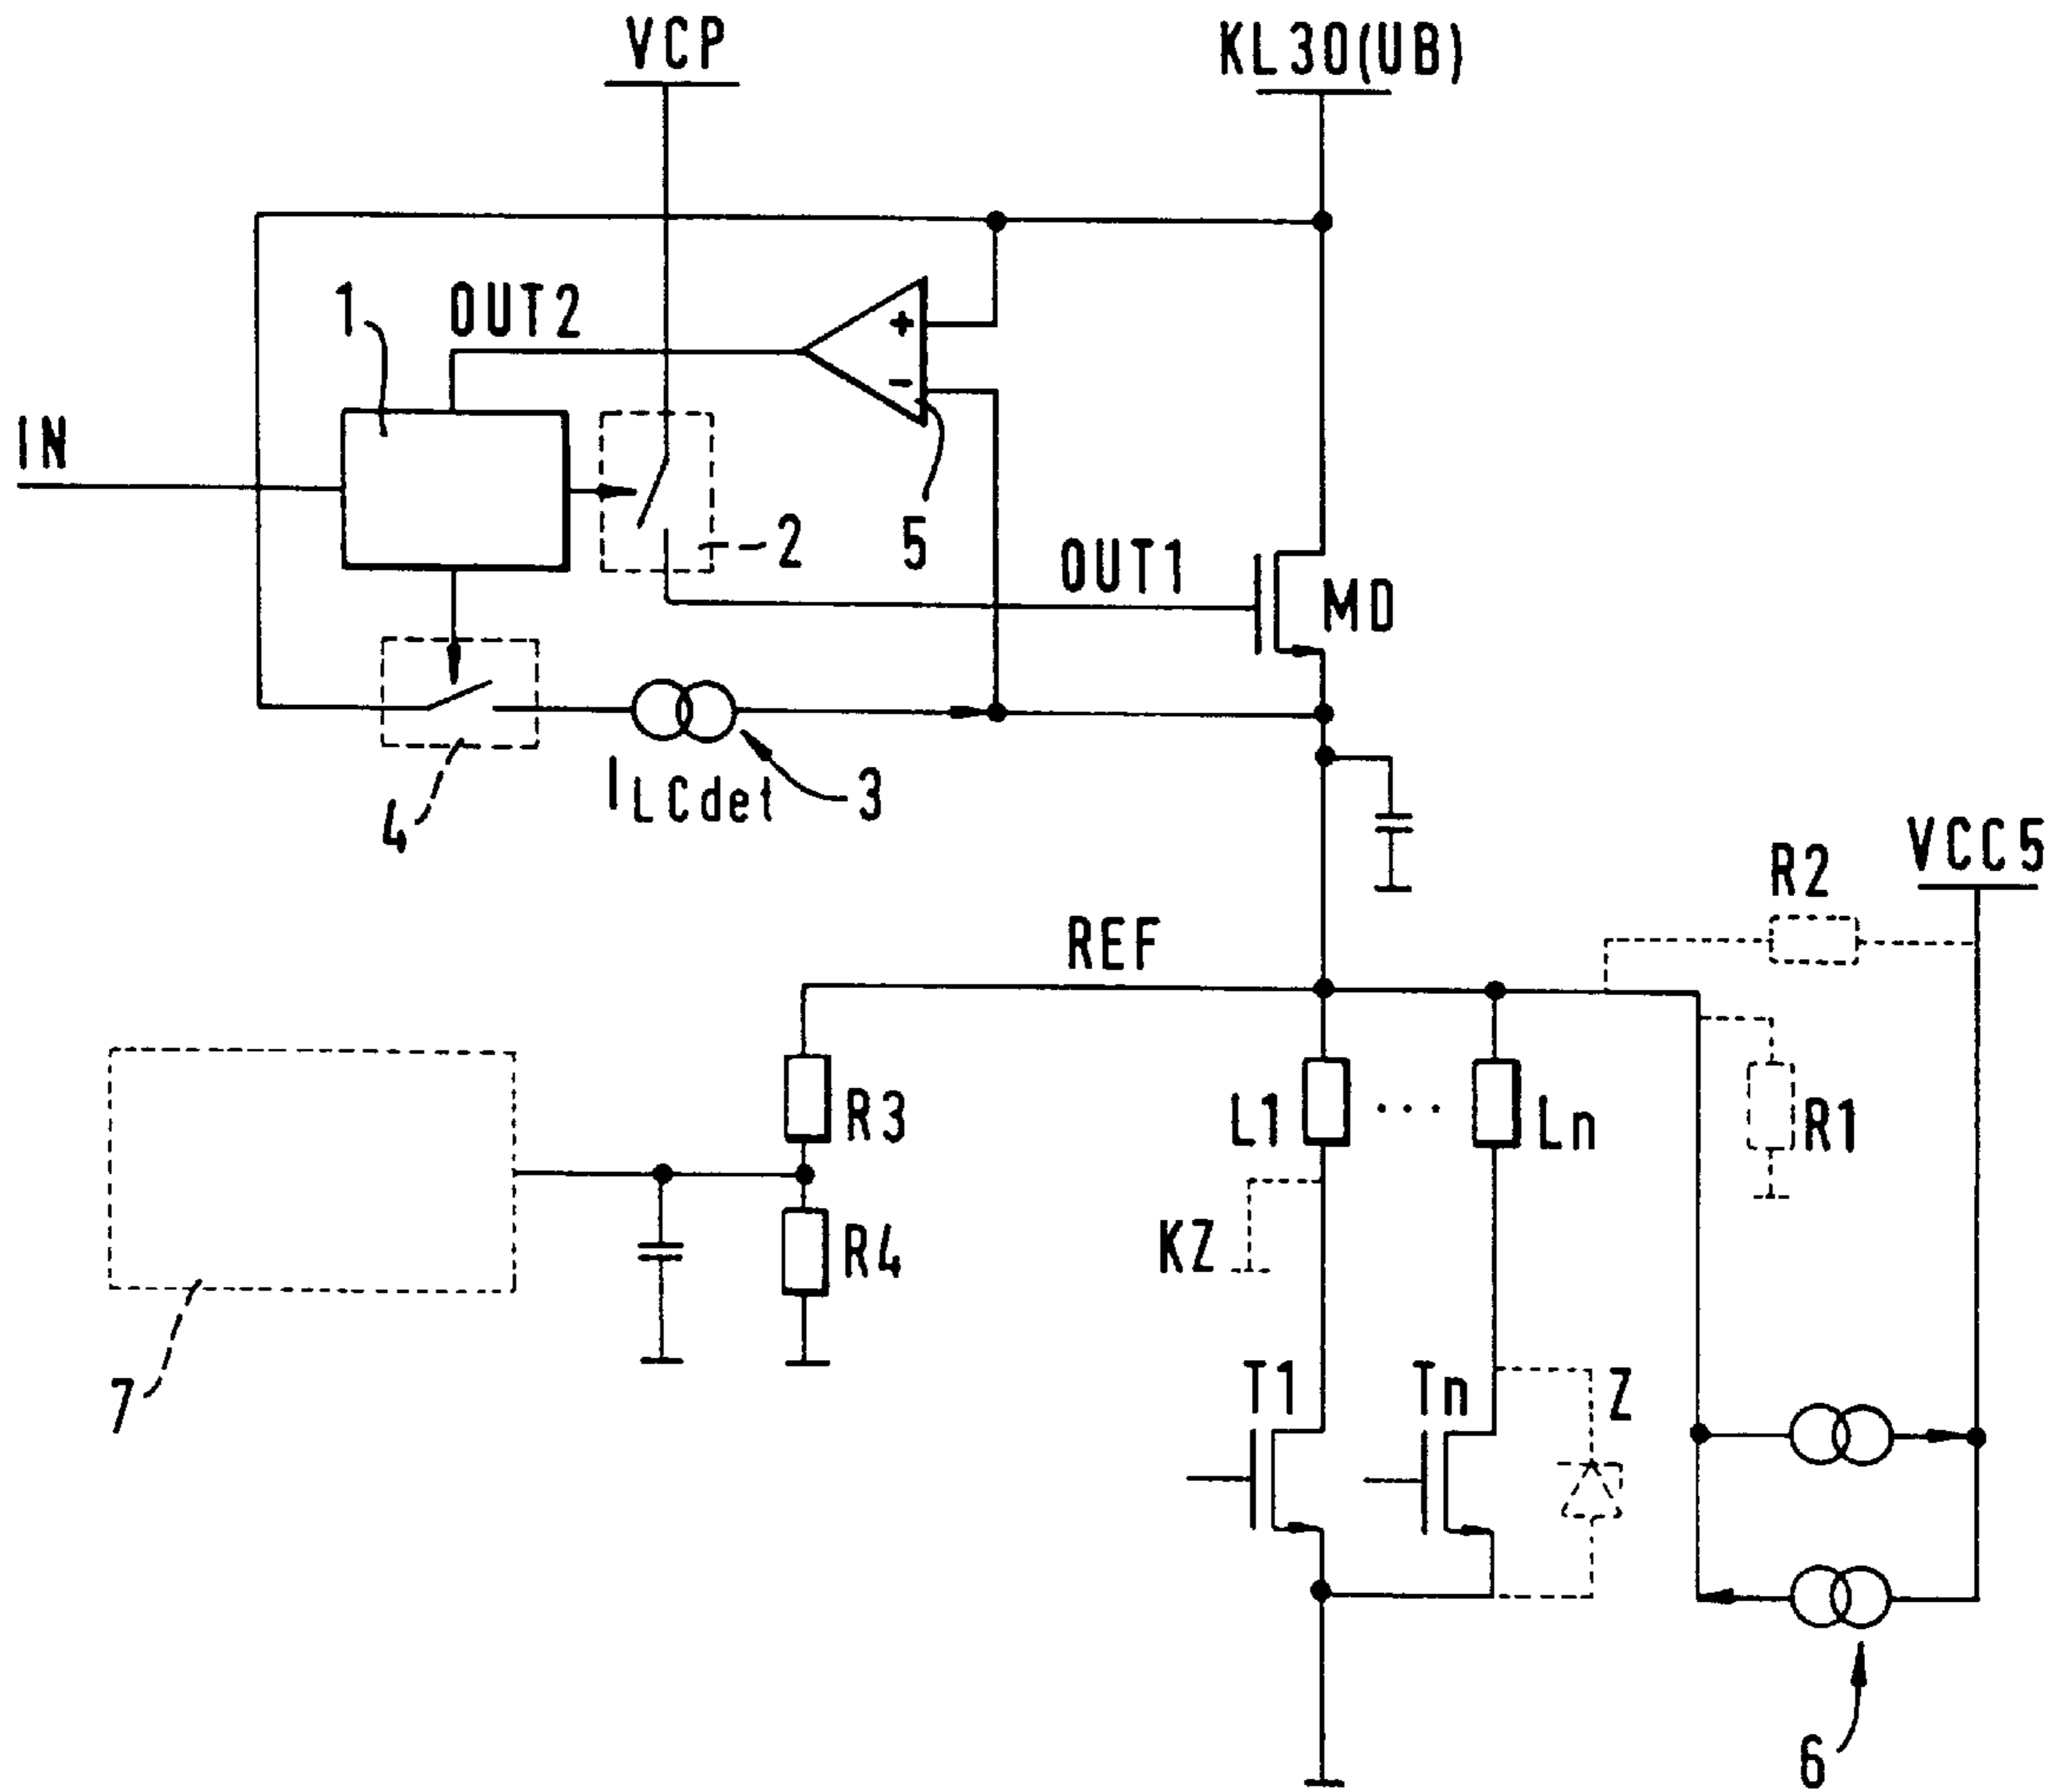 VCP
KL30(UB)
1
OUT2
+
-
IN
5
2
OUT1
MD
ILCdet
3
4
R2
VCC5
REF
R3
L1
...
Ln
R1
KZ
R4
7
T1
Tn
Z
6